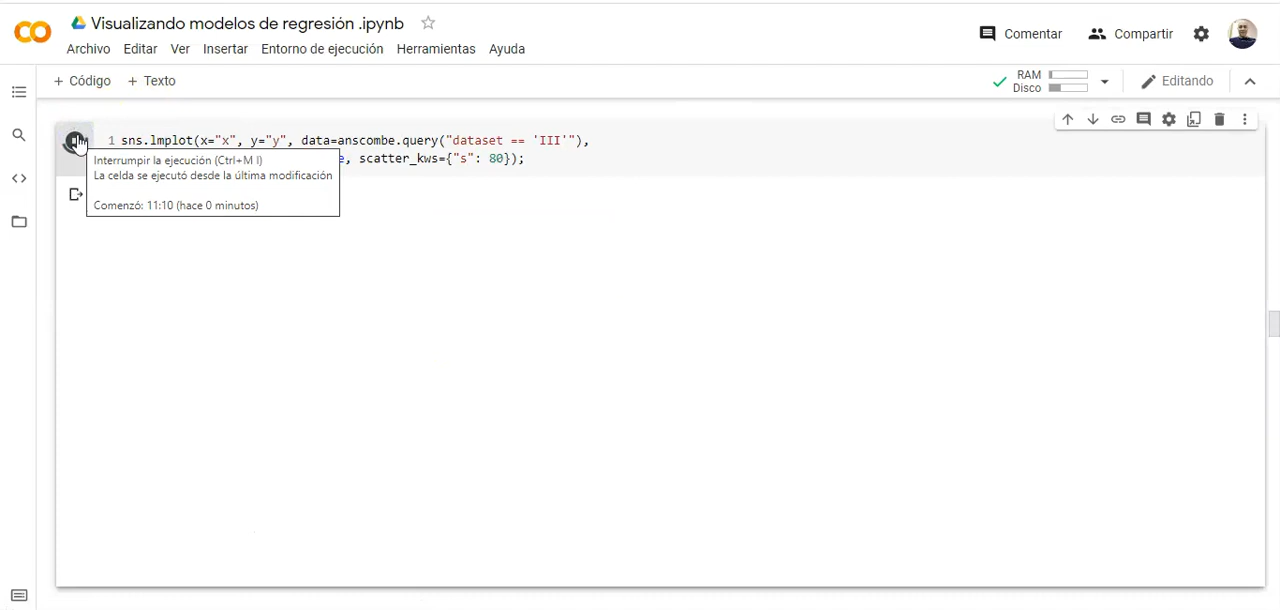 Visualizando modelos de regresión .ipynb
Comentar
Compartir
Archivo Editar Ver Insertar Entorno de ejecución Herramientas Ayuda
+ Código + Texto
RAM
Disco
Editando
1 sns.lmplot(x="x", y="y", data=anscombe.query("dataset == 'III'"),
e, scatter_kws={"s": 80});
Interrumpir la ejecución (Ctrl+M I)
La celda se ejecutó desde la última modificación
Comenzó: 11:10 (hace 0 minutos)